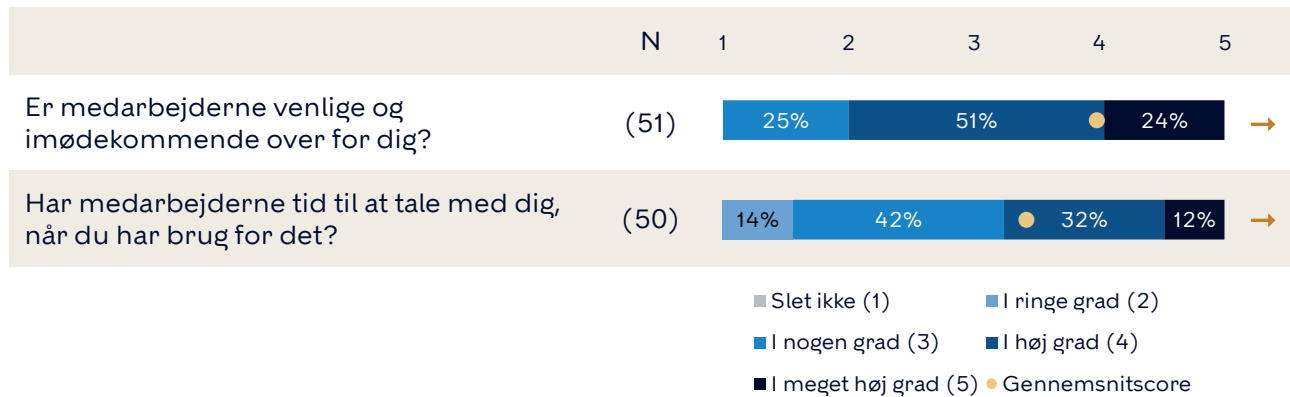 N 1 2 3 4 5
Er medarbejderne venlige og
imødekommende over for dig?
(51) 25% 51% 24% →
Har medarbejderne tid til at tale med dig,
når du har brug for det?
(50) 14% 42% 32% 12% →
Slet ikke (1) I ringe grad (2)
I nogen grad (3) I høj grad (4)
I meget høj grad (5) Gennemsnitscore